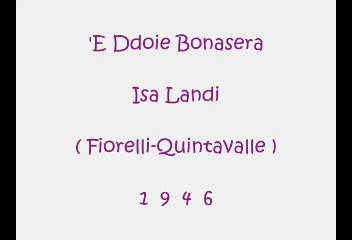 'E Ddoie Bonasera
Isa Landi
( Fiorelli-Quintavalle )
1 9 4 6